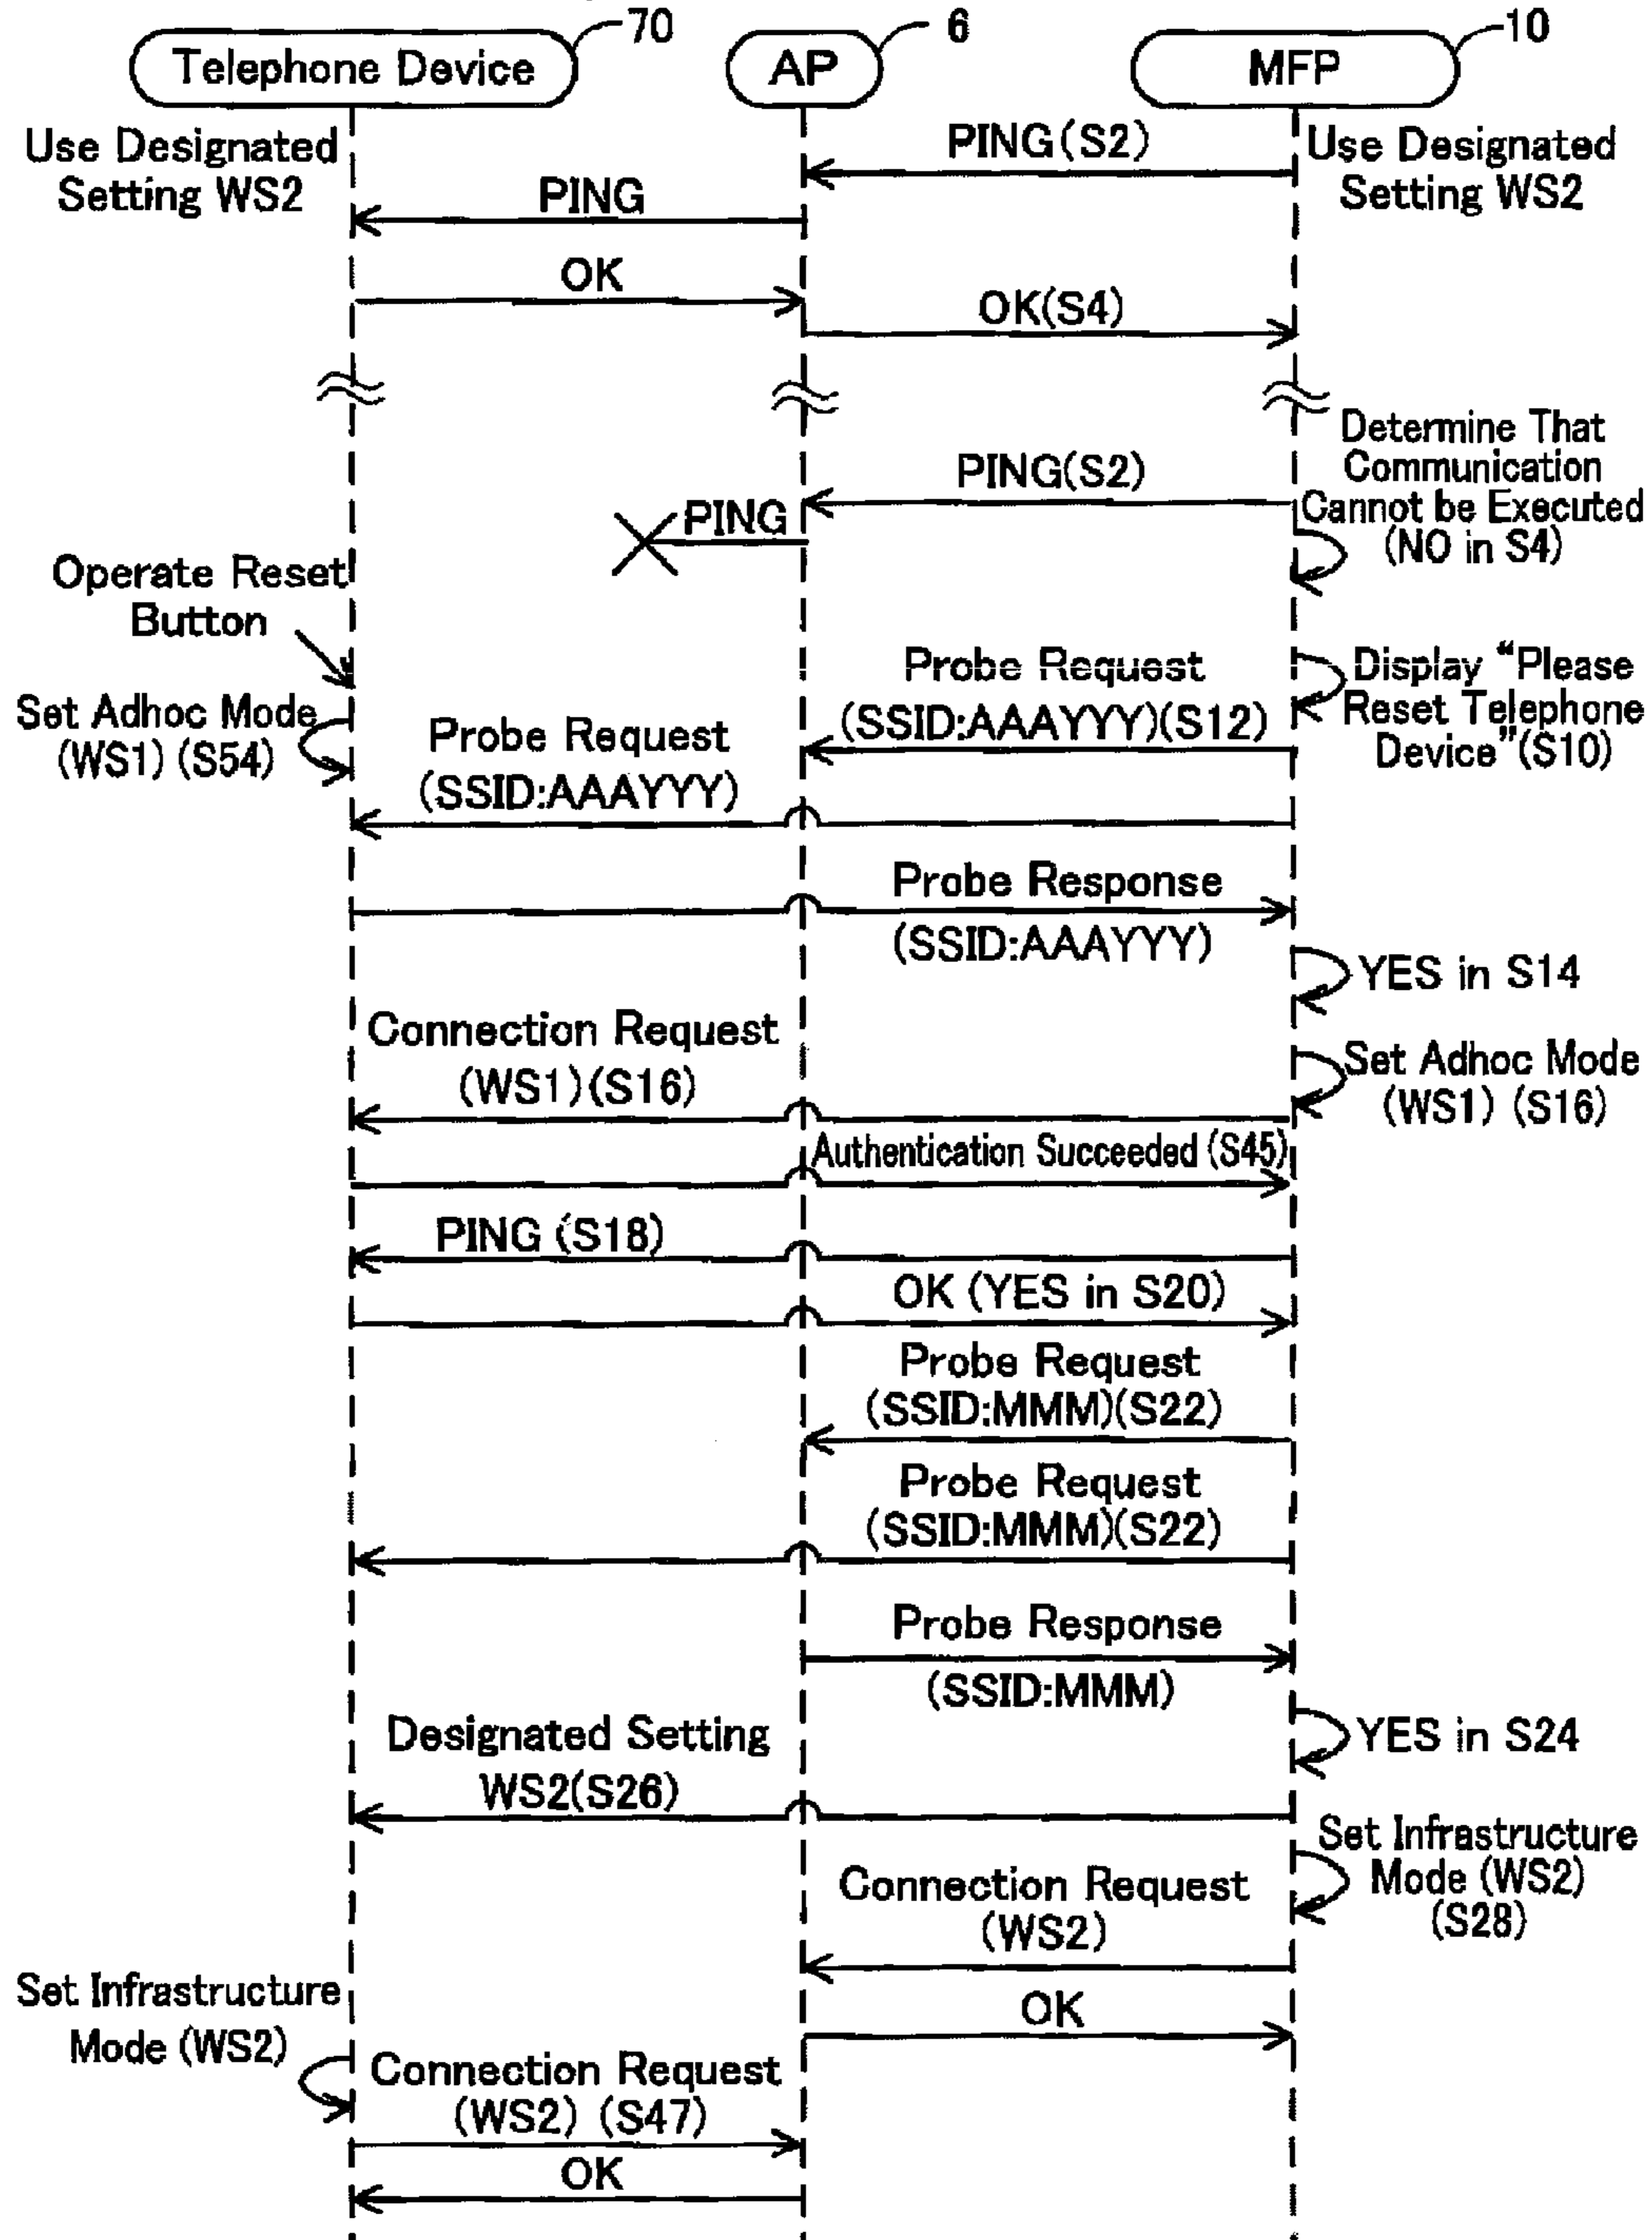 70
6
10
Telephone Device
AP
MFP
Use Designated
Setting WS2
PING(S2)
Use Designated
Setting WS2
PING
OK
OK(S4)
Determine That
Communication
Cannot be Executed
(NO in S4)
PING(S2)
PING
Operate Reset
Button
Display "Please
Reset Telephone
Device"(S10)
Probe Request
(SSID:AAAYYY)(S12)
Set Adhoc Mode
(WS1) (S54)
Probe Request
(SSID:AAAYYY)
Probe Response
(SSID:AAAYYY)
YES in S14
Connection Request
(WS1)(S16)
Set Adhoc Mode
(WS1) (S16)
Authentication Succeeded (S45)
PING (S18)
OK (YES in S20)
Probe Request
(SSID:MMM)(S22)
Probe Request
(SSID:MMM)(S22)
Probe Response
(SSID:MMM)
YES in S24
Designated Setting
WS2(S26)
Set Infrastructure
Mode (WS2)
(S28)
Connection Request
(WS2)
OK
Set Infrastructure
Mode (WS2)
Connection Request
(WS2) (S47)
OK